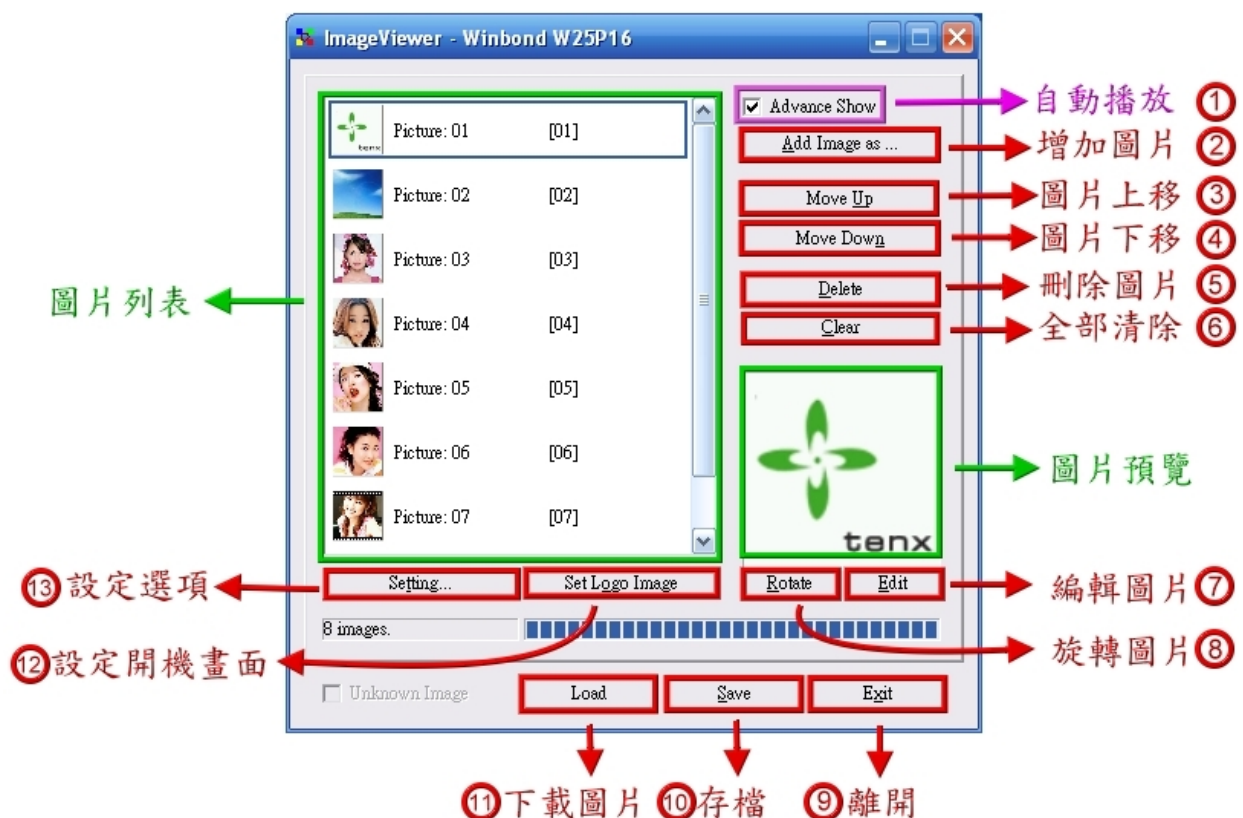 ImageViewer - Winbond W25P16
Advance Show
自動播放 ①
Add Image as ...
增加圖片 ②
Move Up
圖片上移 ③
Move Down
圖片下移 ④
Delete
刪除圖片 ⑤
Clear
全部清除 ⑥
圖片列表
tenx
Picture: 01 [01]
Picture: 02 [02]
Picture: 03 [03]
Picture: 04 [04]
Picture: 05 [05]
Picture: 06 [06]
Picture: 07 [07]
tenx
圖片預覽
⑬設定選項
Setting...
Set Logo Image
Rotate
Edit
編輯圖片⑦
8 images.
旋轉圖片⑧
⑫設定開機畫面
Unknown Image
Load
Save
Exit
⑪下載圖片
⑩存檔
⑨離開